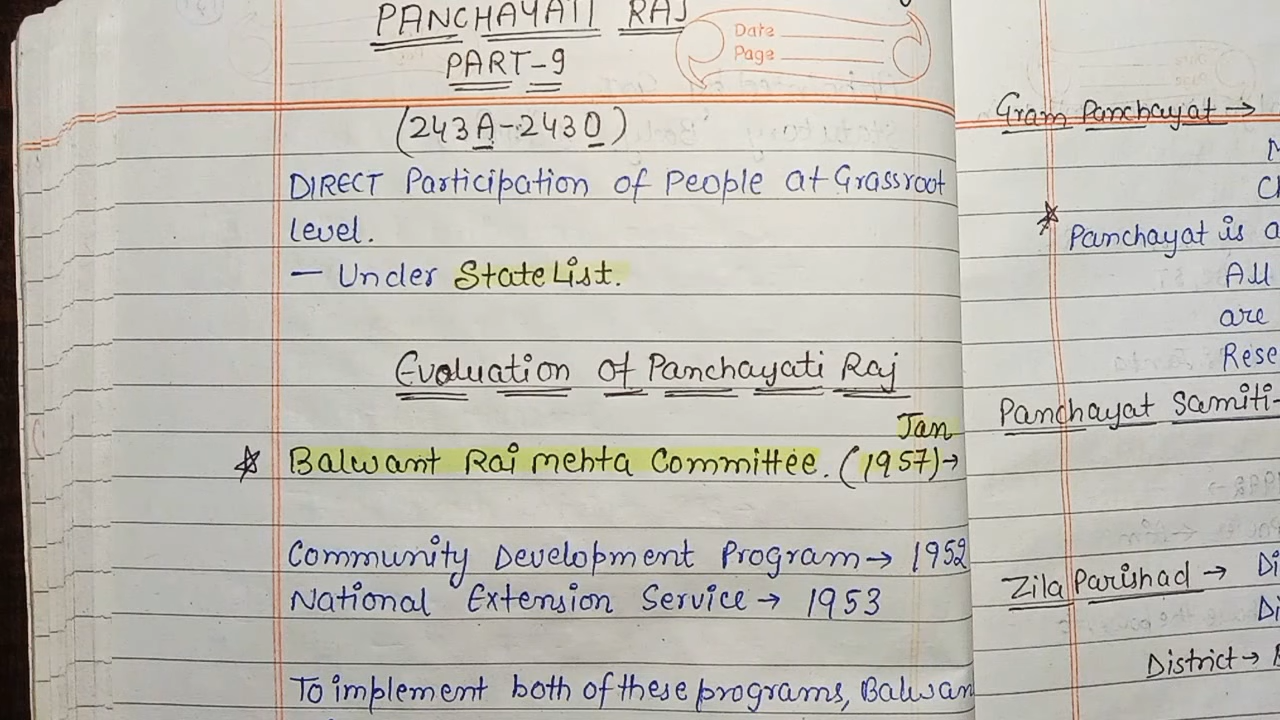 PANCHAYATI RAJ
PART-9
Date
Page
(243A-243O)
DIRECT Participation of People at Grassroot
level.
— Under State List.
Evaluation of Panchayati Raj
Jan
Balwant Rai mehta Committee. (1957)→
Community Development Program → 1952
National Extension Service → 1953
To implement both of these programs, Balwan
Gram Panchayat →
Panchayat is a
All
are
Rese
Panchayat Samiti-
Zila Parishad → Di
Di
District →